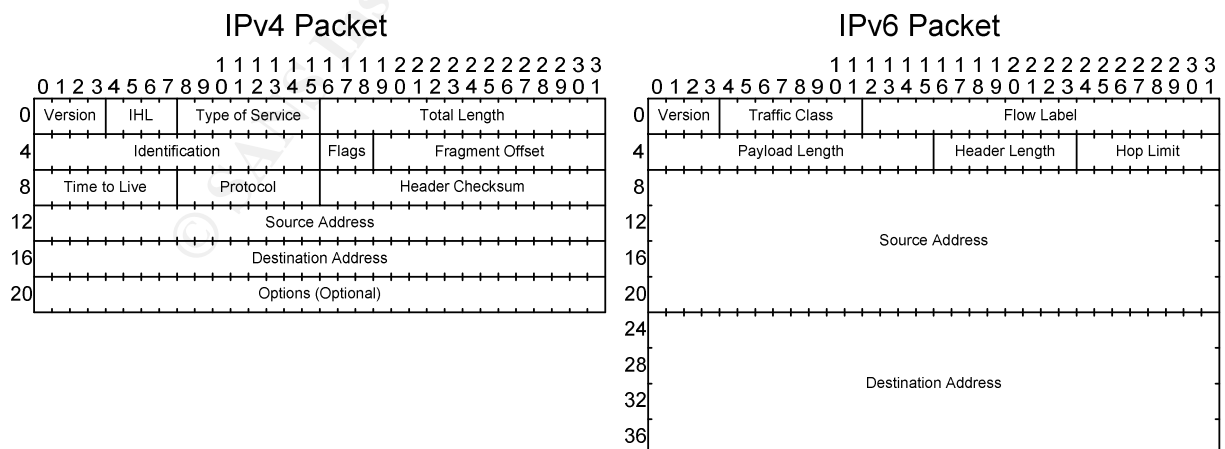 IPv4 Packet
1 1 1 1 1 1 1 1 1 1 2 2 2 2 2 2 2 2 2 2 3 3
0 1 2 3 4 5 6 7 8 9 0 1 2 3 4 5 6 7 8 9 0 1 2 3 4 5 6 7 8 9 0 1
0 Version IHL Type of Service Total Length
4 Identification Flags Fragment Offset
8 Time to Live Protocol Header Checksum
12 Source Address
16 Destination Address
20 Options (Optional)
IPv6 Packet
1 1 1 1 1 1 1 1 1 1 2 2 2 2 2 2 2 2 2 2 3 3
0 1 2 3 4 5 6 7 8 9 0 1 2 3 4 5 6 7 8 9 0 1 2 3 4 5 6 7 8 9 0 1
0 Version Traffic Class Flow Label
4 Payload Length Header Length Hop Limit
8
12
Source Address
16
20
24
28
Destination Address
32
36
© SANS Ins